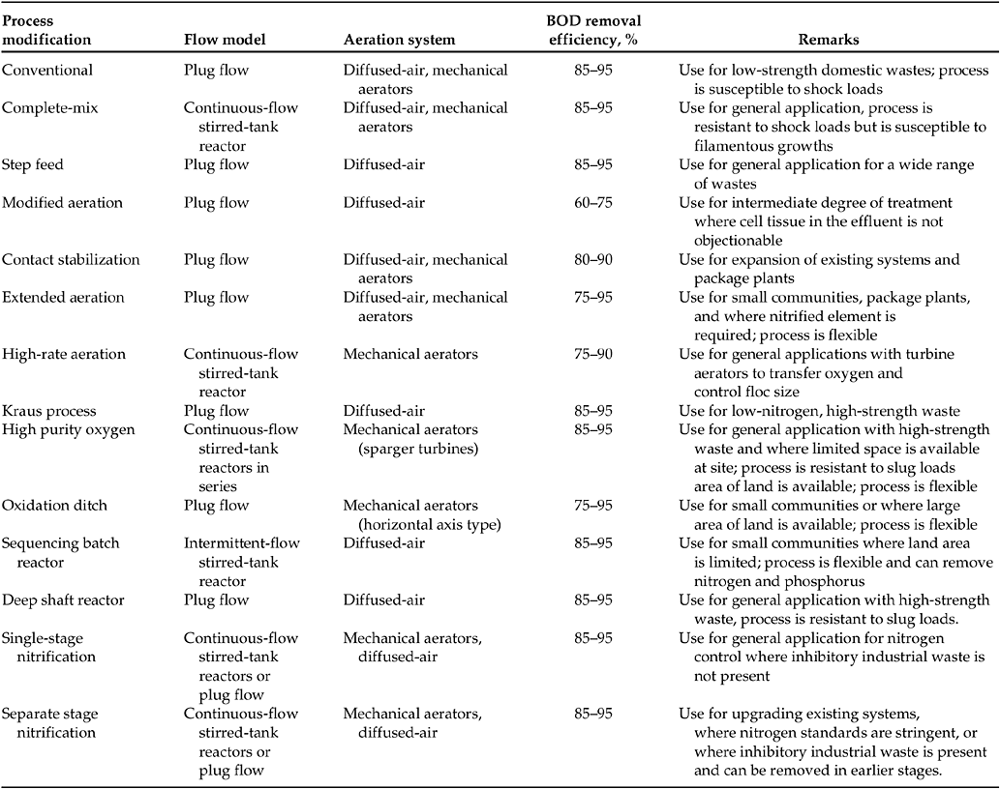 Process modification Flow model Aeration system BOD removal efficiency, % Remarks
Conventional Plug flow Diffused-air, mechanical 85–95 Use for low-strength domestic wastes; process
aerators is susceptible to shock loads
Complete-mix Continuous-flow Diffused-air, mechanical 85–95 Use for general application, process is
stirred-tank aerators resistant to shock loads but is susceptible to
reactor filamentous growths
Step feed Plug flow Diffused-air 85–95 Use for general application for a wide range
of wastes
Modified aeration Plug flow Diffused-air 60–75 Use for intermediate degree of treatment
where cell tissue in the effluent is not
objectionable
Contact stabilization Plug flow Diffused-air, mechanical 80–90 Use for expansion of existing systems and
aerators package plants
Extended aeration Plug flow Diffused-air, mechanical 75–95 Use for small communities, package plants,
aerators and where nitrified element is
required; process is flexible
High-rate aeration Continuous-flow Mechanical aerators 75–90 Use for general applications with turbine
stirred-tank aerators to transfer oxygen and
reactor control floc size
Kraus process Plug flow Diffused-air 85–95 Use for low-nitrogen, high-strength waste
High purity oxygen Continuous-flow Mechanical aerators 85–95 Use for general application with high-strength
stirred-tank (sparger turbines) waste and where limited space is available
reactors in at site; process is resistant to slug loads
series area of land is available; process is flexible
Oxidation ditch Plug flow Mechanical aerators 75–95 Use for small communities or where large
(horizontal axis type) area of land is available; process is flexible
Sequencing batch Intermittent-flow Diffused-air 85–95 Use for small communities where land area
reactor stirred-tank is limited; process is flexible and can remove
reactor nitrogen and phosphorus
Deep shaft reactor Plug flow Diffused-air 85–95 Use for general application with high-strength
waste, process is resistant to slug loads.
Single-stage Continuous-flow Mechanical aerators, 85–95 Use for general application for nitrogen
nitrification stirred-tank diffused-air control where inhibitory industrial waste is
reactors or not present
plug flow
Separate stage Continuous-flow Mechanical aerators, 85–95 Use for upgrading existing systems,
nitrification stirred-tank diffused-air where nitrogen standards are stringent, or
reactors or where inhibitory industrial waste is present
plug flow and can be removed in earlier stages.